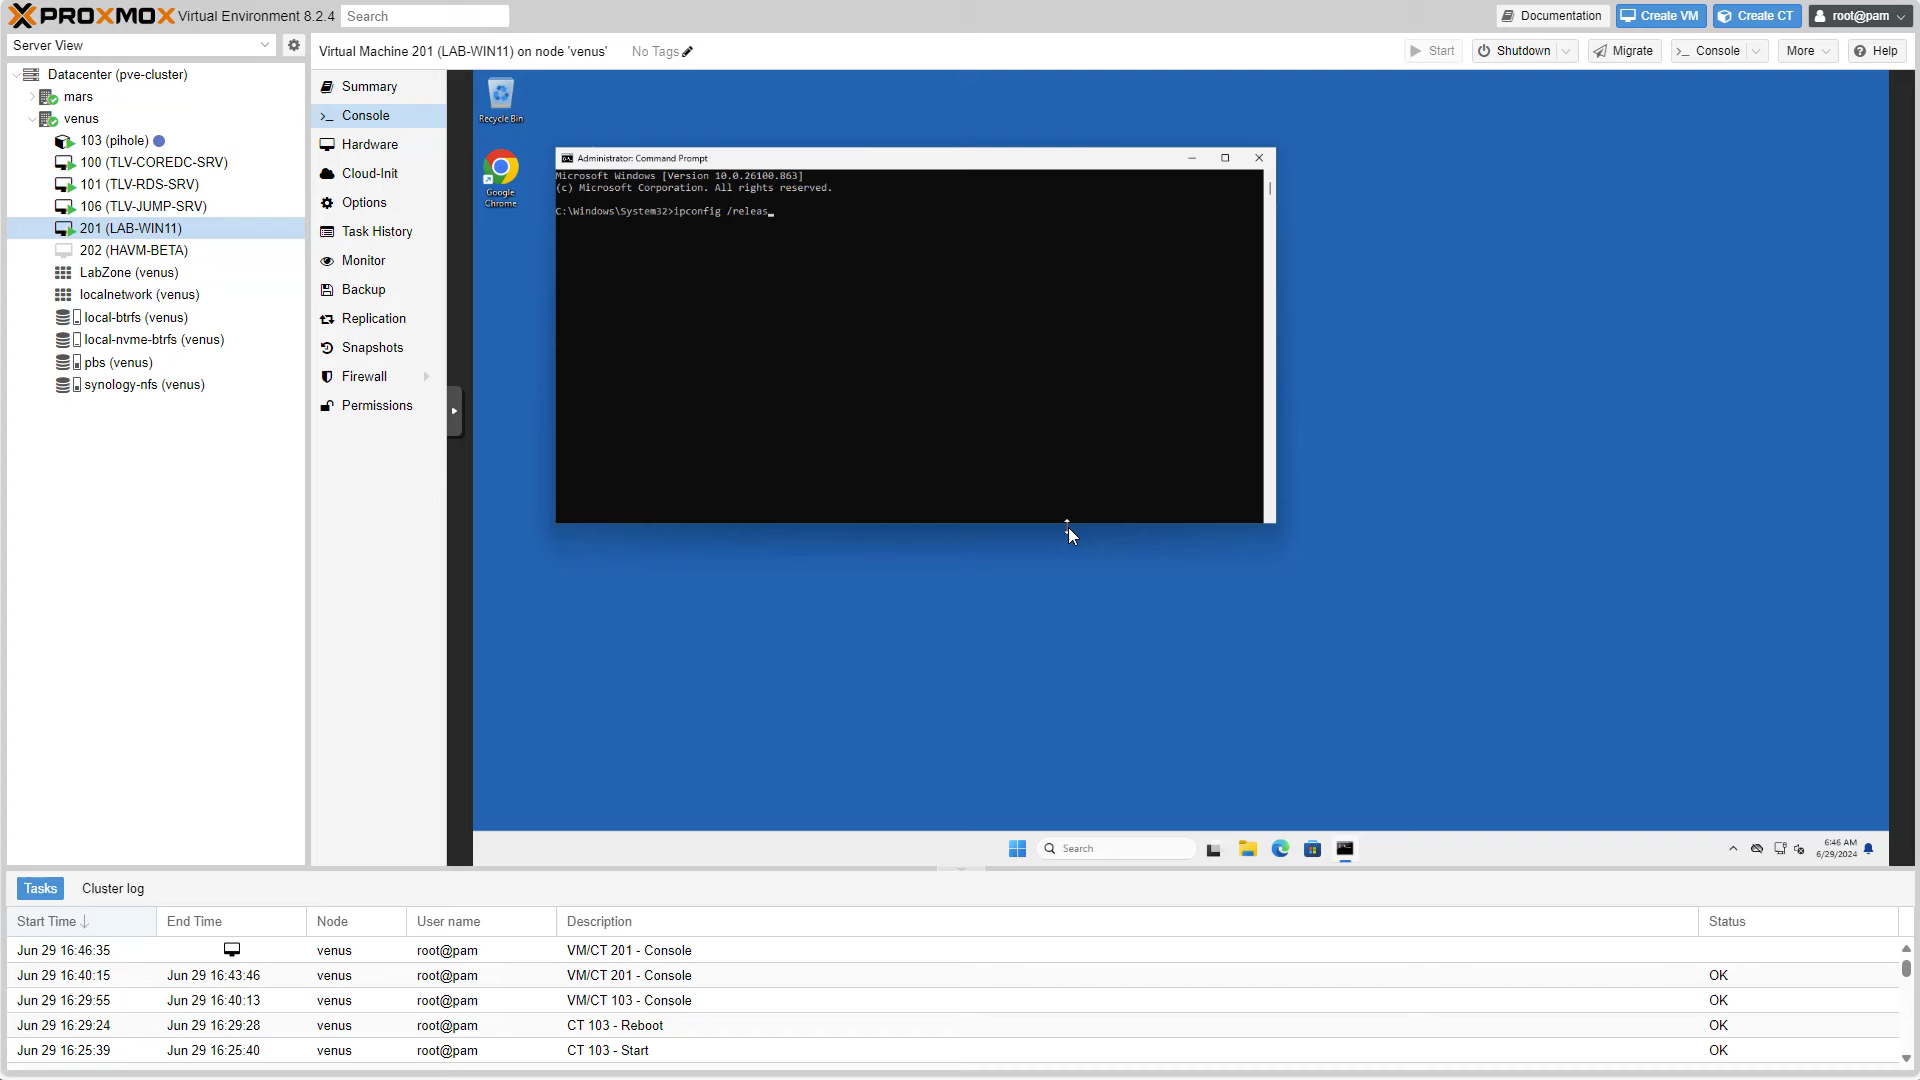 PROXMOX Virtual Environment 8.2.4 Search Documentation Create VM Create CT root@pam
Server View
Virtual Machine 201 (LAB-WIN11) on node 'venus' No Tags Start Shutdown Migrate Console More Help
Datacenter (pve-cluster)
mars
venus
103 (pihole)
100 (TLV-COREDC-SRV)
101 (TLV-RDS-SRV)
106 (TLV-JUMP-SRV)
201 (LAB-WIN11)
202 (HAVM-BETA)
LabZone (venus)
localnetwork (venus)
local-btrfs (venus)
local-nvme-btrfs (venus)
pbs (venus)
synology-nfs (venus)
Summary
Console
Hardware
Cloud-Init
Options
Task History
Monitor
Backup
Replication
Snapshots
Firewall
Permissions
Recycle Bin
Google
Chrome
Administrator: Command Prompt
Microsoft Windows [Version 10.0.26100.863]
(c) Microsoft Corporation. All rights reserved.
C:\Windows\System32>ipconfig /releas_
Search
6:46 AM
6/29/2024
Tasks Cluster log
Start Time End Time Node User name Description Status
Jun 29 16:46:35 venus root@pam VM/CT 201 - Console
Jun 29 16:40:15 Jun 29 16:43:46 venus root@pam VM/CT 201 - Console OK
Jun 29 16:29:55 Jun 29 16:40:13 venus root@pam VM/CT 103 - Console OK
Jun 29 16:29:24 Jun 29 16:29:28 venus root@pam CT 103 - Reboot OK
Jun 29 16:25:39 Jun 29 16:25:40 venus root@pam CT 103 - Start OK